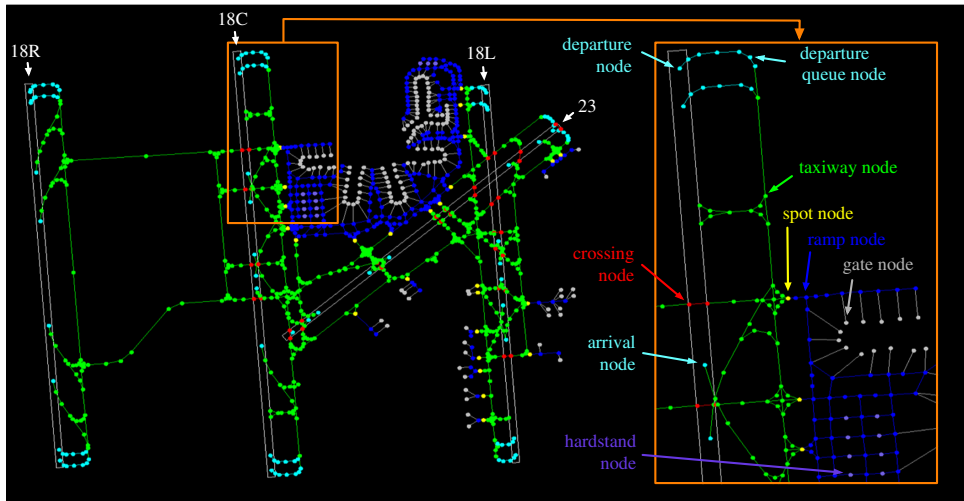 18R
18C
18L
23
departure
node
departure
queue node
taxiway node
spot node
ramp node
gate node
crossing
node
arrival
node
hardstand
node